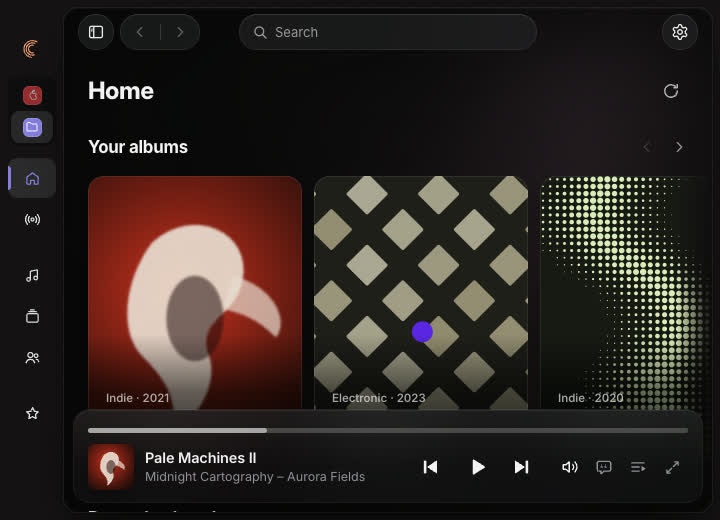 Search
Home
Your albums
Indie · 2021
Electronic · 2023
Indie · 2020
Pale Machines II
Midnight Cartography – Aurora Fields